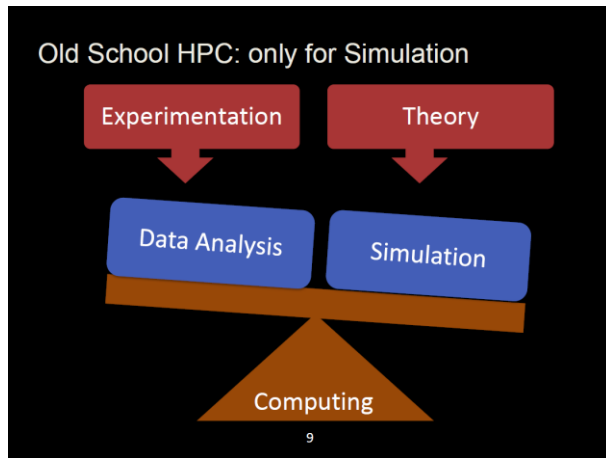 Old School HPC: only for Simulation
Experimentation
Theory
Data Analysis
Simulation
Computing
9